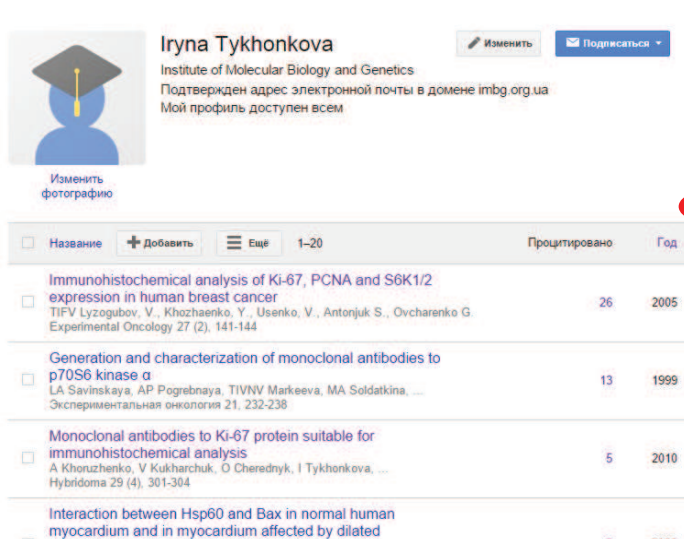 Iryna Tykhonkova
Изменить
Подписаться
Institute of Molecular Biology and Genetics
Подтвержден адрес электронной почты в домене imbg.org.ua
Мой профиль доступен всем
Изменить
фотографию
Название
Добавить
Ещё
1–20
Процитировано
Год
Immunohistochemical analysis of Ki-67, PCNA and S6K1/2
expression in human breast cancer
TIFV Lyzogubov, V., Khozhaenko, Y., Usenko, V., Antonjuk S., Ovcharenko G.
Experimental Oncology 27 (2), 141-144
26
2005
Generation and characterization of monoclonal antibodies to
p70S6 kinase α
LA Savinskaya, AP Pogrebnaya, TIVNV Markeeva, MA Soldatkina, ...
Экспериментальная онкология 21, 232-238
13
1999
Monoclonal antibodies to Ki-67 protein suitable for
immunohistochemical analysis
A Khoruzhenko, V Kukharchuk, O Cherednyk, I Tykhonkova, ...
Hybridoma 29 (4), 301-304
5
2010
Interaction between Hsp60 and Bax in normal human
myocardium and in myocardium affected by dilated